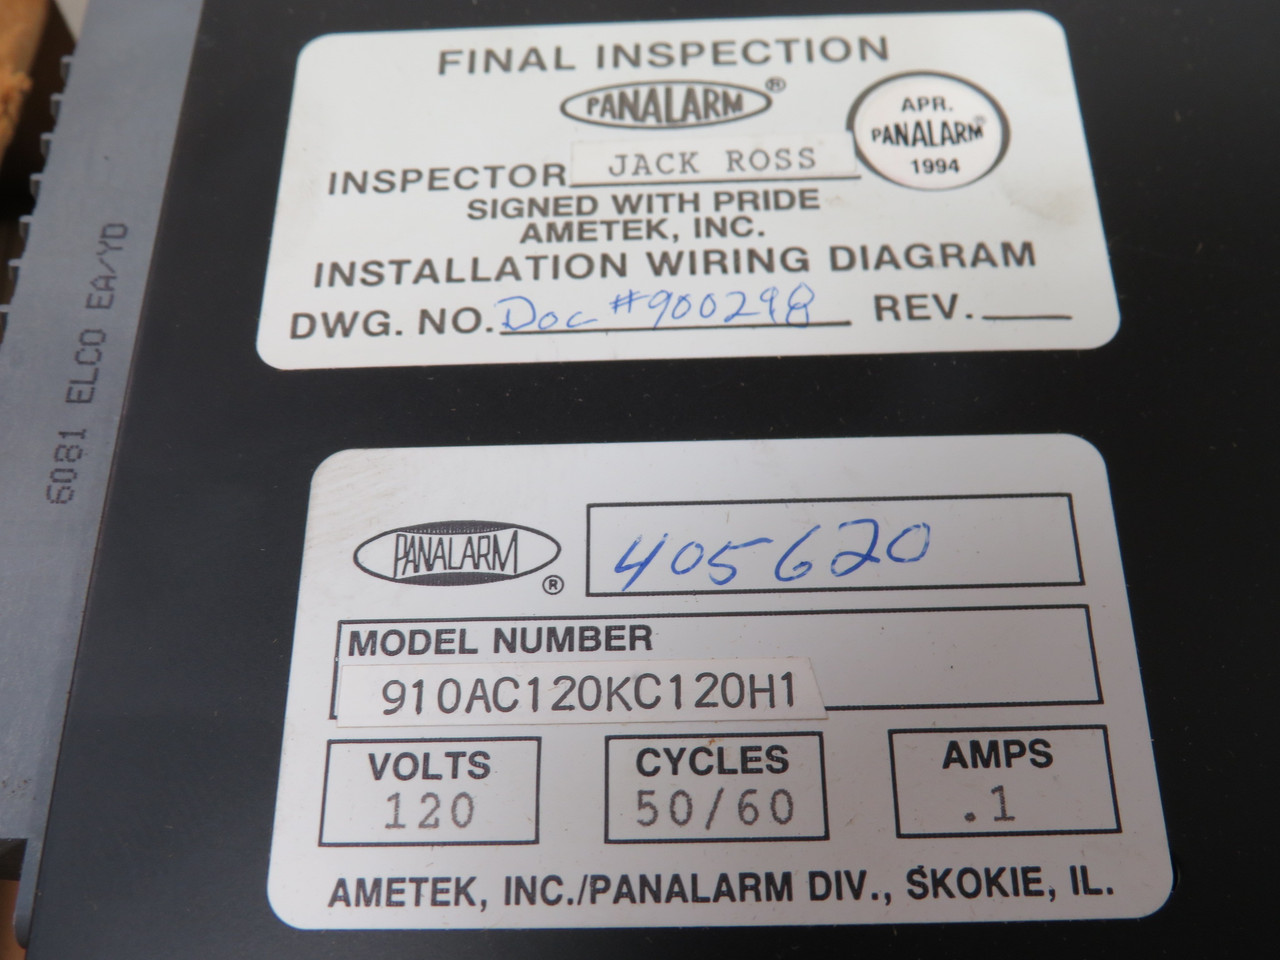 FINAL INSPECTION
PANALARM®
APR.
PANALARM®
1994
INSPECTOR JACK ROSS
SIGNED WITH PRIDE
AMETEK, INC.
INSTALLATION WIRING DIAGRAM
DWG. NO. Doc #900298 REV.
6081 ELCO EA/YD
PANALARM®
405620
MODEL NUMBER
910AC120KC120H1
VOLTS
120
CYCLES
50/60
AMPS
.1
AMETEK, INC./PANALARM DIV., SKOKIE, IL.